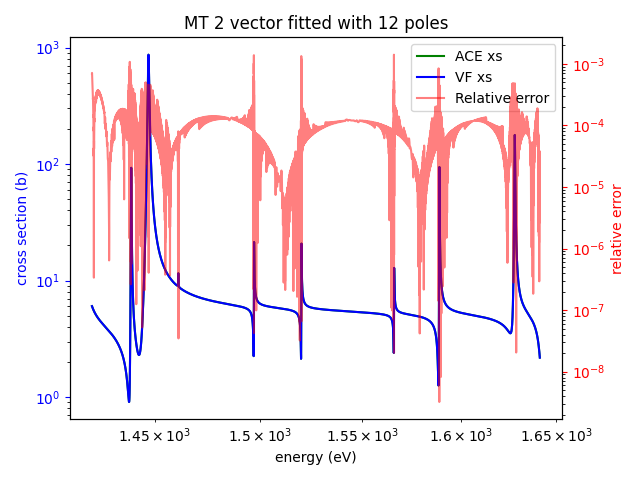 MT 2 vector fitted with 12 poles
ACE xs
VF xs
Relative error
cross section (b)
10³
10²
10¹
10⁰
relative error
10⁻³
10⁻⁴
10⁻⁵
10⁻⁶
10⁻⁷
10⁻⁸
1.45×10³ 1.5×10³ 1.55×10³ 1.6×10³ 1.65×10³
energy (eV)